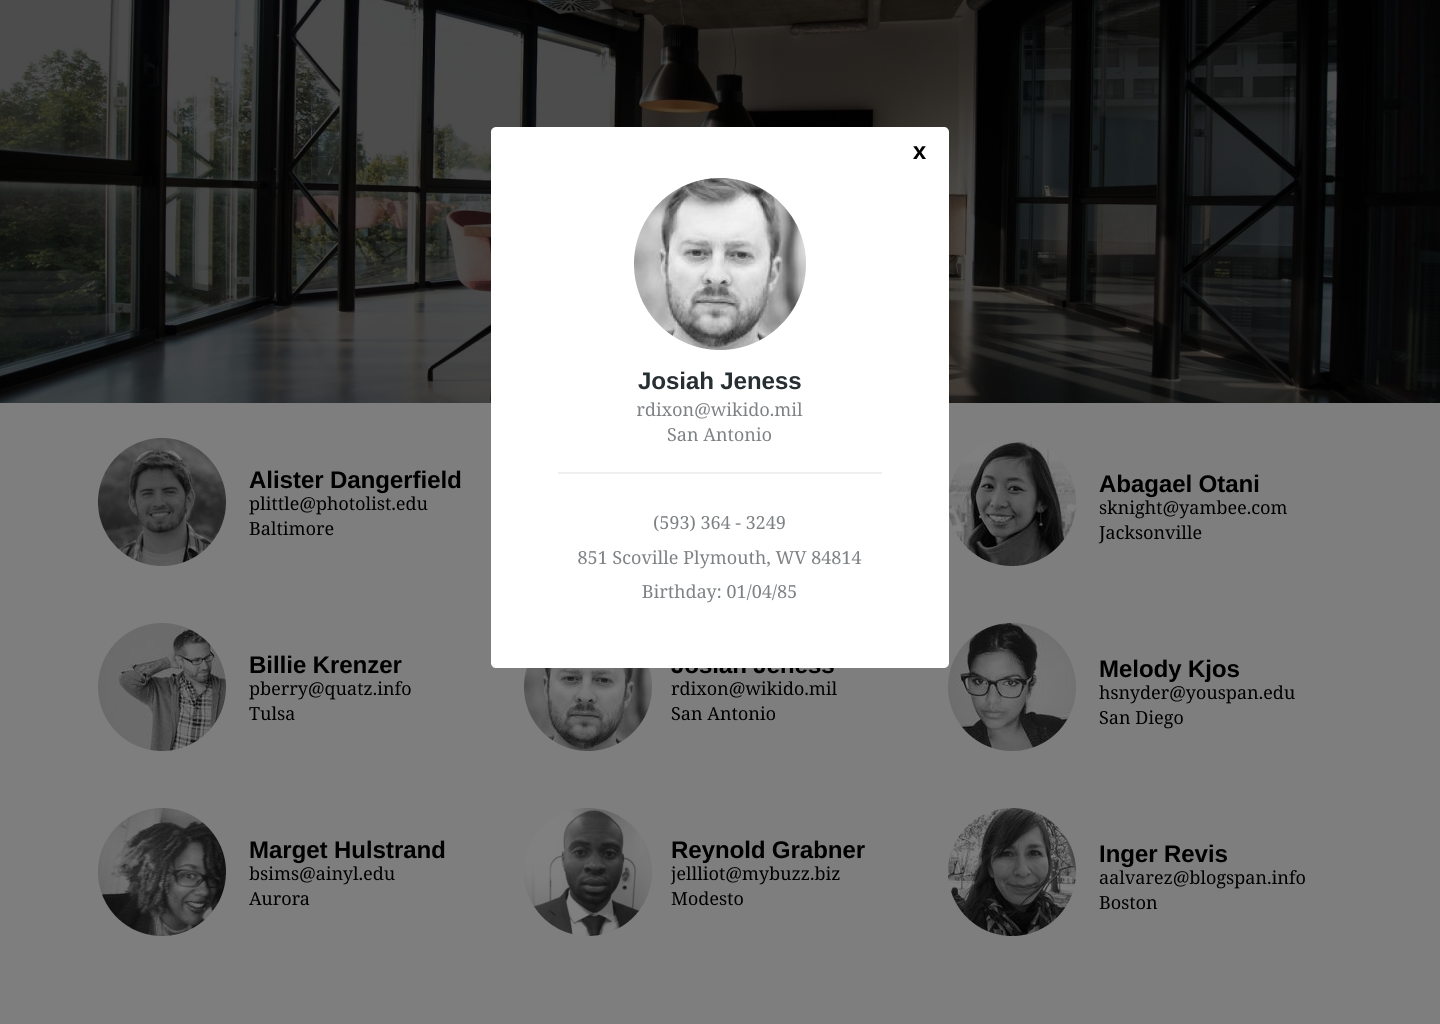 x
Josiah Jeness
rdixon@wikido.mil
San Antonio
(593) 364 - 3249
851 Scoville Plymouth, WV 84814
Birthday: 01/04/85
Alister Dangerfield
plittle@photolist.edu
Baltimore
Abagael Otani
sknight@yambee.com
Jacksonville
Billie Krenzer
pberry@quatz.info
Tulsa
Josiah Jeness
rdixon@wikido.mil
San Antonio
Melody Kjos
hsnyder@youspan.edu
San Diego
Marget Hulstrand
bsims@ainyl.edu
Aurora
Reynold Grabner
jellliot@mybuzz.biz
Modesto
Inger Revis
aalvarez@blogspan.info
Boston